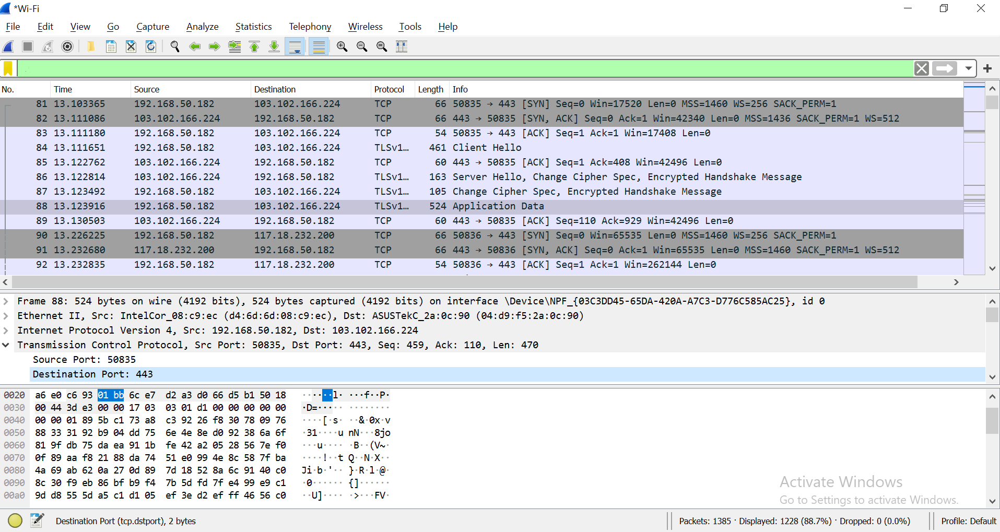 *Wi-Fi
File Edit View Go Capture Analyze Statistics Telephony Wireless Tools Help
No. Time Source Destination Protocol Length Info
81 13.103365 192.168.50.182 103.102.166.224 TCP 66 50835 → 443 [SYN] Seq=0 Win=17520 Len=0 MSS=1460 WS=256 SACK_PERM=1
82 13.111086 103.102.166.224 192.168.50.182 TCP 66 443 → 50835 [SYN, ACK] Seq=0 Ack=1 Win=42340 Len=0 MSS=1436 SACK_PERM=1 WS=512
83 13.111180 192.168.50.182 103.102.166.224 TCP 54 50835 → 443 [ACK] Seq=1 Ack=1 Win=17408 Len=0
84 13.111651 192.168.50.182 103.102.166.224 TLSv1… 461 Client Hello
85 13.122762 103.102.166.224 192.168.50.182 TCP 60 443 → 50835 [ACK] Seq=1 Ack=408 Win=42496 Len=0
86 13.122814 103.102.166.224 192.168.50.182 TLSv1… 163 Server Hello, Change Cipher Spec, Encrypted Handshake Message
87 13.123492 192.168.50.182 103.102.166.224 TLSv1… 105 Change Cipher Spec, Encrypted Handshake Message
88 13.123916 192.168.50.182 103.102.166.224 TLSv1… 524 Application Data
89 13.130503 103.102.166.224 192.168.50.182 TCP 60 443 → 50835 [ACK] Seq=110 Ack=929 Win=42496 Len=0
90 13.226225 192.168.50.182 117.18.232.200 TCP 66 50836 → 443 [SYN] Seq=0 Win=65535 Len=0 MSS=1460 WS=256 SACK_PERM=1
91 13.232680 117.18.232.200 192.168.50.182 TCP 66 443 → 50836 [SYN, ACK] Seq=0 Ack=1 Win=65535 Len=0 MSS=1460 SACK_PERM=1 WS=512
92 13.232835 192.168.50.182 117.18.232.200 TCP 54 50836 → 443 [ACK] Seq=1 Ack=1 Win=262144 Len=0
Frame 88: 524 bytes on wire (4192 bits), 524 bytes captured (4192 bits) on interface \Device\NPF_{03C3DD45-65DA-420A-A7C3-D776C585AC25}, id 0
Ethernet II, Src: IntelCor_08:c9:ec (d4:6d:6d:08:c9:ec), Dst: ASUSTekC_2a:0c:90 (04:d9:f5:2a:0c:90)
Internet Protocol Version 4, Src: 192.168.50.182, Dst: 103.102.166.224
Transmission Control Protocol, Src Port: 50835, Dst Port: 443, Seq: 459, Ack: 110, Len: 470
Source Port: 50835
Destination Port: 443
0020 a6 e0 c6 93 01 bb 6c e7 d2 a3 d0 66 d5 b1 50 18 ······l· ···f··P·
0030 00 44 3d e3 00 00 17 03 03 01 d1 00 00 00 00 00 ·D=····· ········
0040 00 00 01 89 5b c1 73 a8 c3 92 26 f8 30 78 09 76 ····[·s· ··&·0x·v
0050 88 33 31 92 b9 04 dd 75 6e 4e 8e d0 92 38 6a 6f ·31····u nN···8jo
0060 81 9f db 75 da ea 91 1b fe 42 a2 05 28 56 7e f0 ···u···· ·B··(V~·
0070 0f 89 aa f8 21 88 da 74 51 e0 99 4e 8c 58 7f ba ····!··t Q··N·X··
0080 4a 69 ab 62 0a 27 0d 89 7d 18 52 8a 6c 91 40 c0 Ji·b·'·· }·R·l·@·
0090 8c 30 f9 eb 86 bf b9 f4 7b 5d fd 7f e4 99 e9 c1 ·0······ {]······
00a0 9d d8 55 5d a5 c1 d1 05 ef 3e d2 ef ff 46 56 c0 ··U]···· ·>···FV·
Activate Windows
Go to Settings to activate Windows.
Destination Port (tcp.dstport), 2 bytes
Packets: 1385 · Displayed: 1228 (88.7%) · Dropped: 0 (0.0%)
Profile: Default